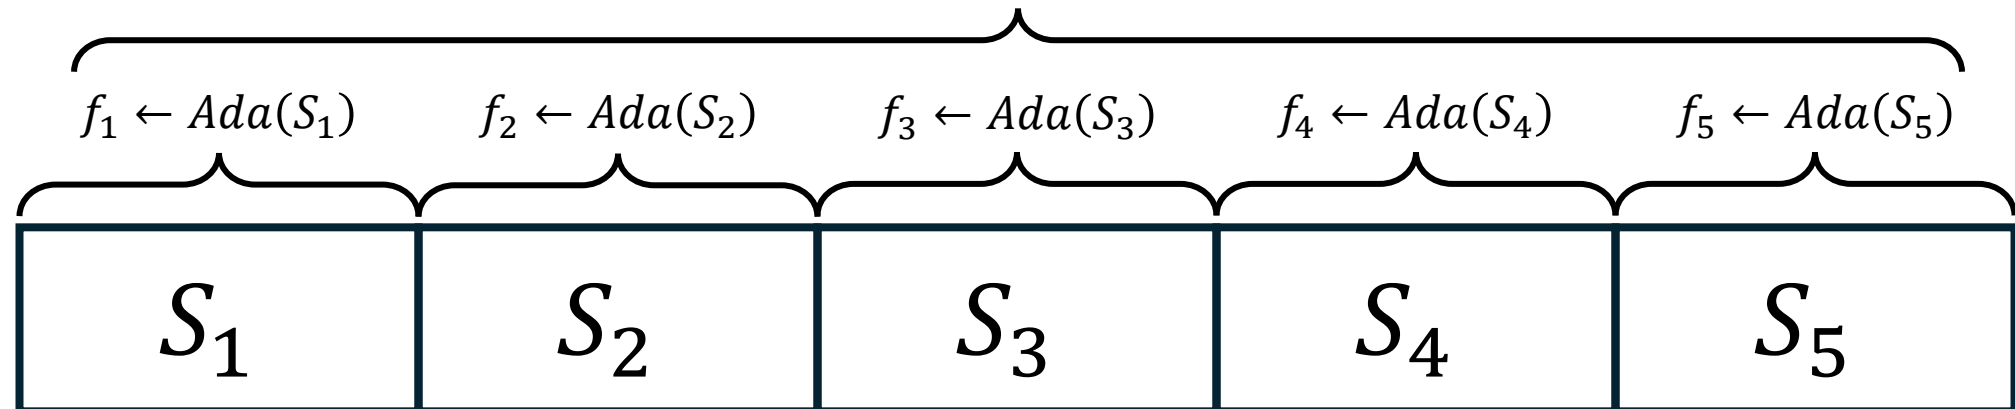 f₁ ← Ada(S₁) f₂ ← Ada(S₂) f₃ ← Ada(S₃) f₄ ← Ada(S₄) f₅ ← Ada(S₅)
S₁ S₂ S₃ S₄ S₅